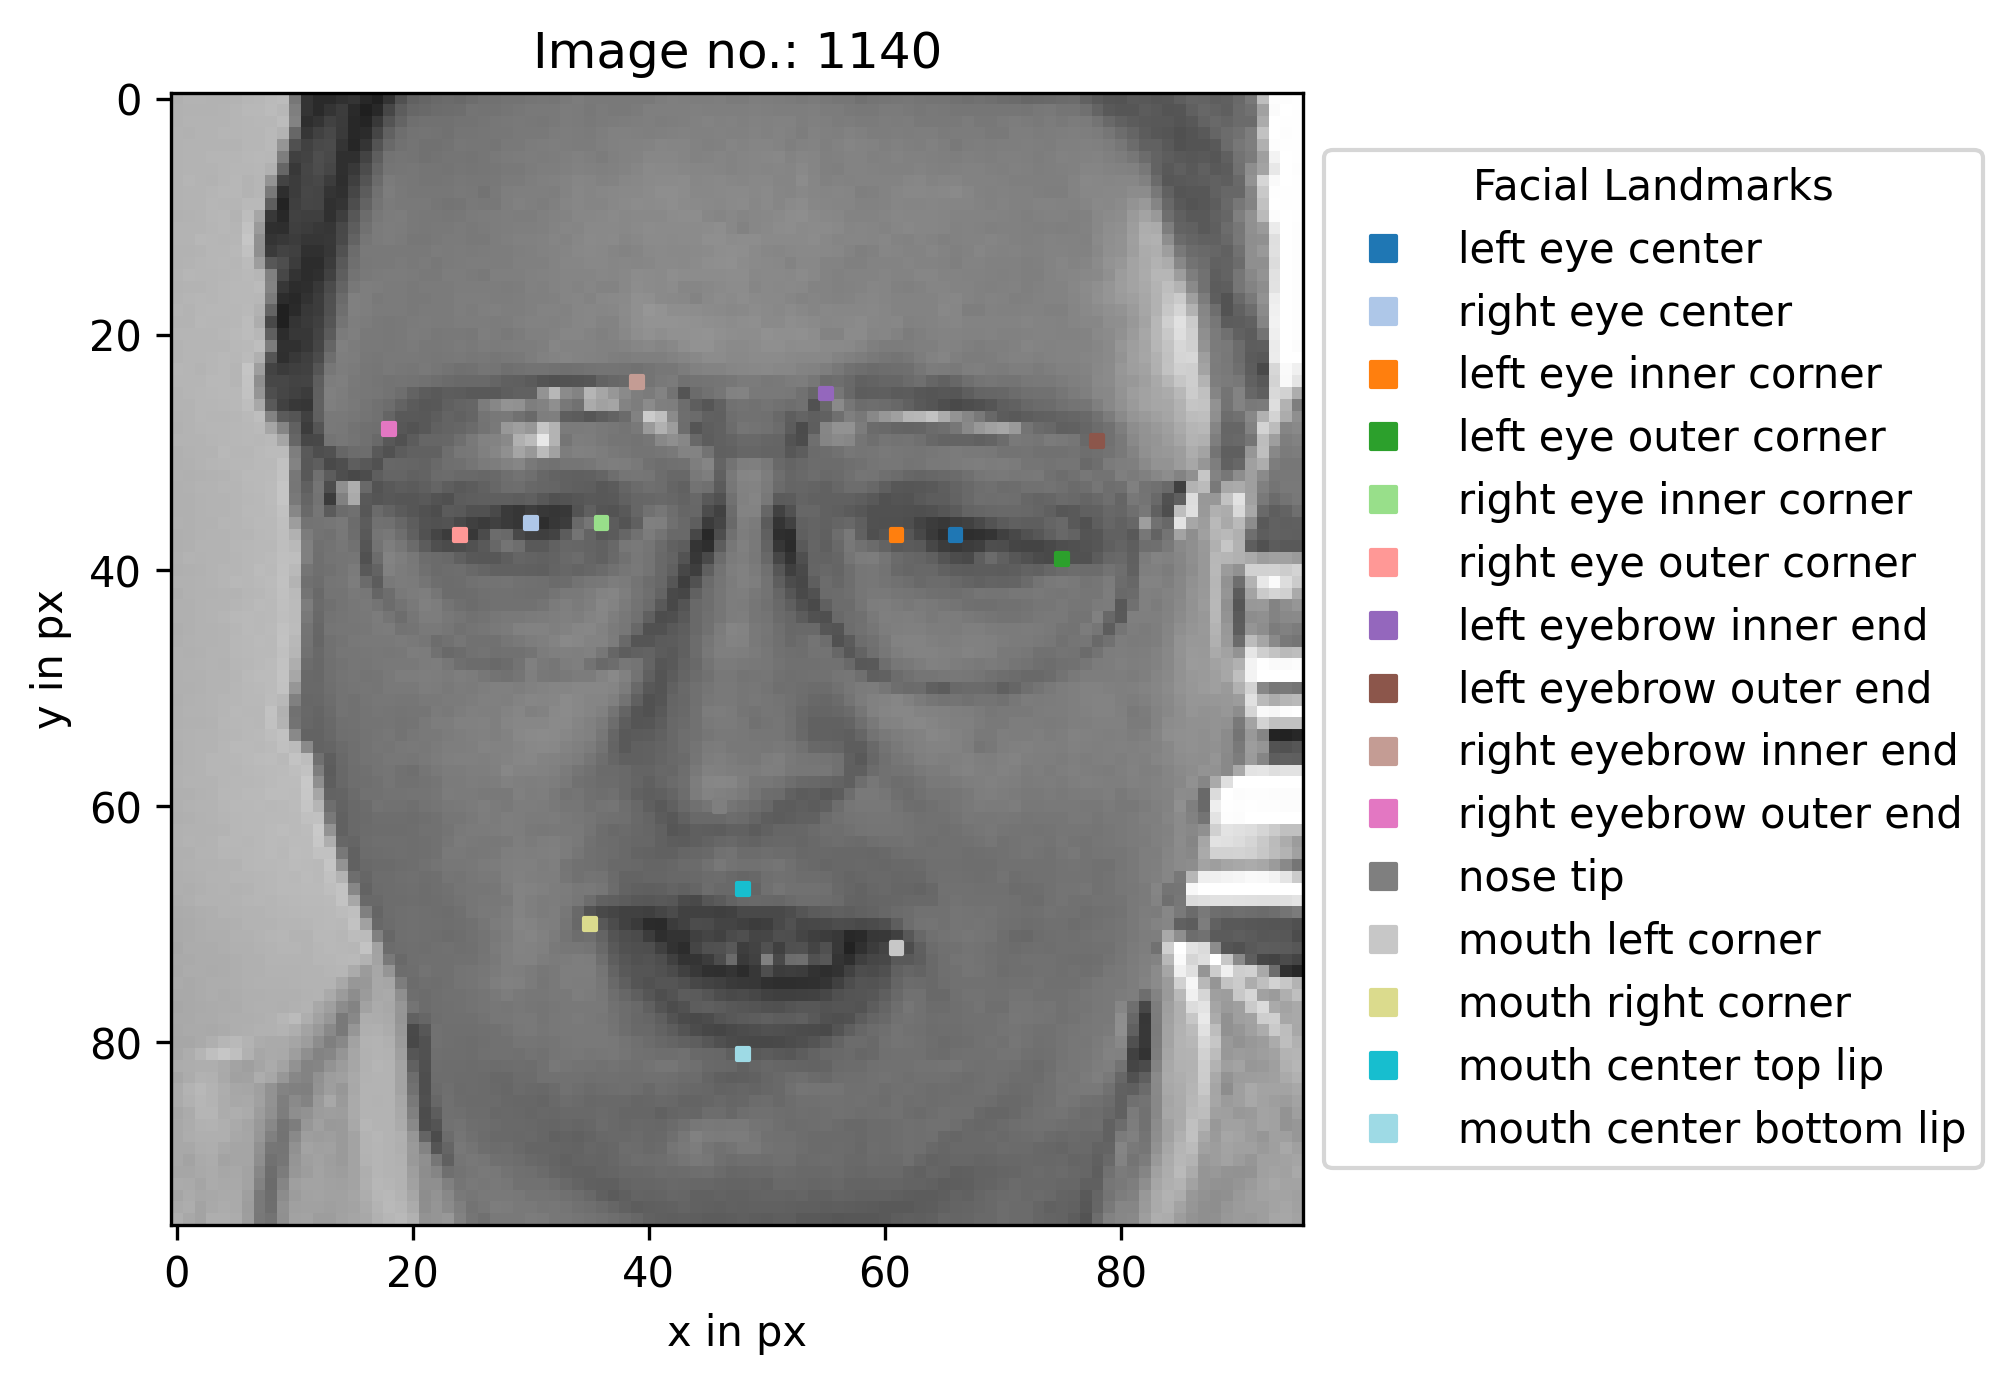 Image no.: 1140
0
20
40
60
80
y in px
0 20 40 60 80
x in px
Facial Landmarks
left eye center
right eye center
left eye inner corner
left eye outer corner
right eye inner corner
right eye outer corner
left eyebrow inner end
left eyebrow outer end
right eyebrow inner end
right eyebrow outer end
nose tip
mouth left corner
mouth right corner
mouth center top lip
mouth center bottom lip